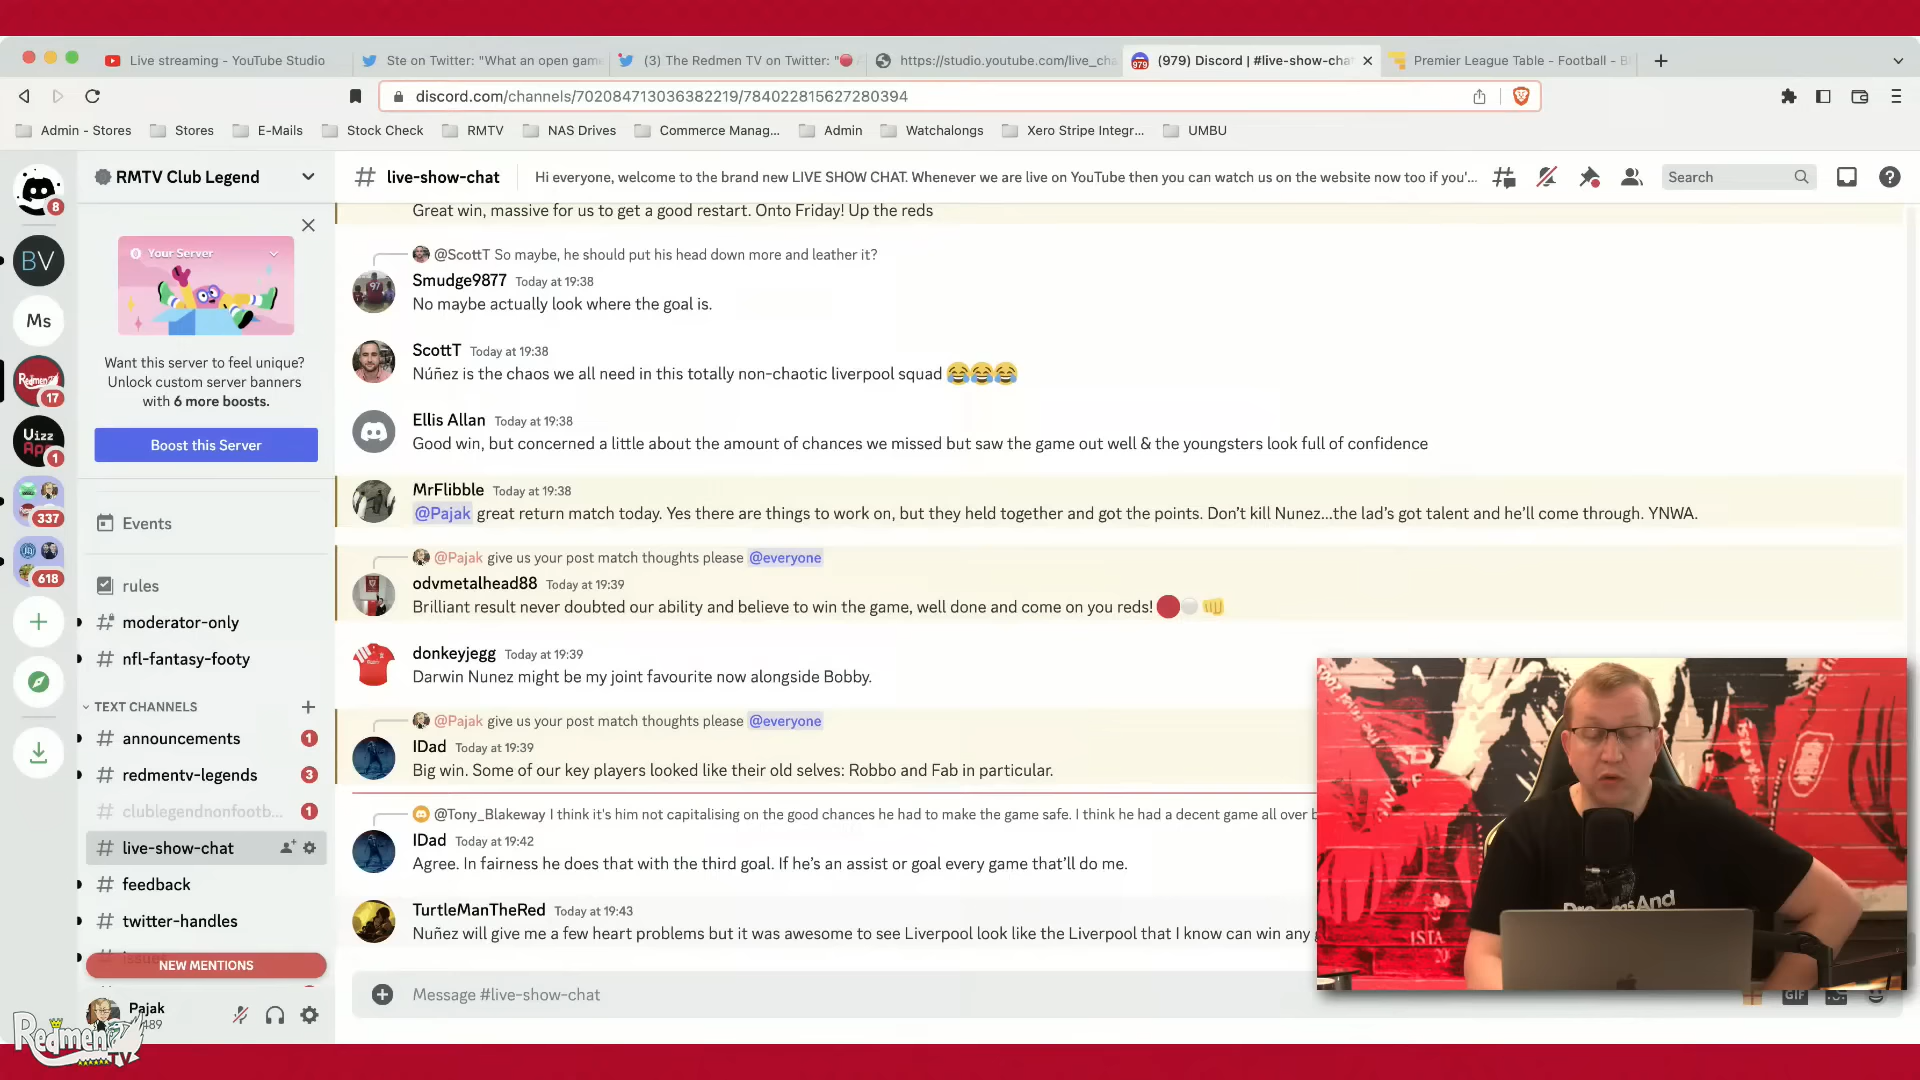 Live streaming - YouTube Studio
Ste on Twitter: "What an open gam
(3) The Redmen TV on Twitter: "🔴
https://studio.youtube.com/live_cha
(979) Discord | #live-show-chat
Premier League Table - Football - B
discord.com/channels/702084713036382219/784022815627280394
Admin - Stores
Stores
E-Mails
Stock Check
RMTV
NAS Drives
Commerce Manag...
Admin
Watchalongs
Xero Stripe Integr...
UMBU
RMTV Club Legend
live-show-chat
Hi everyone, welcome to the brand new LIVE SHOW CHAT. Whenever we are live on YouTube then you can watch us on the website now too if you'...
Search
8
BV
Ms
Redmen
17
Uizz
App
1
337
618
Your Server
Want this server to feel unique?
Unlock custom server banners
with 6 more boosts.
Boost this Server
Events
rules
moderator-only
nfl-fantasy-footy
TEXT CHANNELS
announcements 1
redmentv-legends 3
clublegendnonfootb... 1
live-show-chat
feedback
twitter-handles
NEW MENTIONS
Pajak
489
Redmen
TV
Great win, massive for us to get a good restart. Onto Friday! Up the reds
@ScottT So maybe, he should put his head down more and leather it?
Smudge9877 Today at 19:38
No maybe actually look where the goal is.
ScottT Today at 19:38
Núñez is the chaos we all need in this totally non-chaotic liverpool squad 😂😂😂
Ellis Allan Today at 19:38
Good win, but concerned a little about the amount of chances we missed but saw the game out well & the youngsters look full of confidence
MrFlibble Today at 19:38
@Pajak great return match today. Yes there are things to work on, but they held together and got the points. Don't kill Nunez...the lad's got talent and he'll come through. YNWA.
@Pajak give us your post match thoughts please @everyone
odvmetalhead88 Today at 19:39
Brilliant result never doubted our ability and believe to win the game, well done and come on you reds! 🔴⚪👊
donkeyjegg Today at 19:39
Darwin Nunez might be my joint favourite now alongside Bobby.
@Pajak give us your post match thoughts please @everyone
IDad Today at 19:39
Big win. Some of our key players looked like their old selves: Robbo and Fab in particular.
@Tony_Blakeway I think it's him not capitalising on the good chances he had to make the game safe. I think he had a decent game all over
IDad Today at 19:42
Agree. In fairness he does that with the third goal. If he's an assist or goal every game that'll do me.
TurtleManTheRed Today at 19:43
Nuñez will give me a few heart problems but it was awesome to see Liverpool look like the Liverpool that I know can win any
Message #live-show-chat
GIF
97
ISTA
And